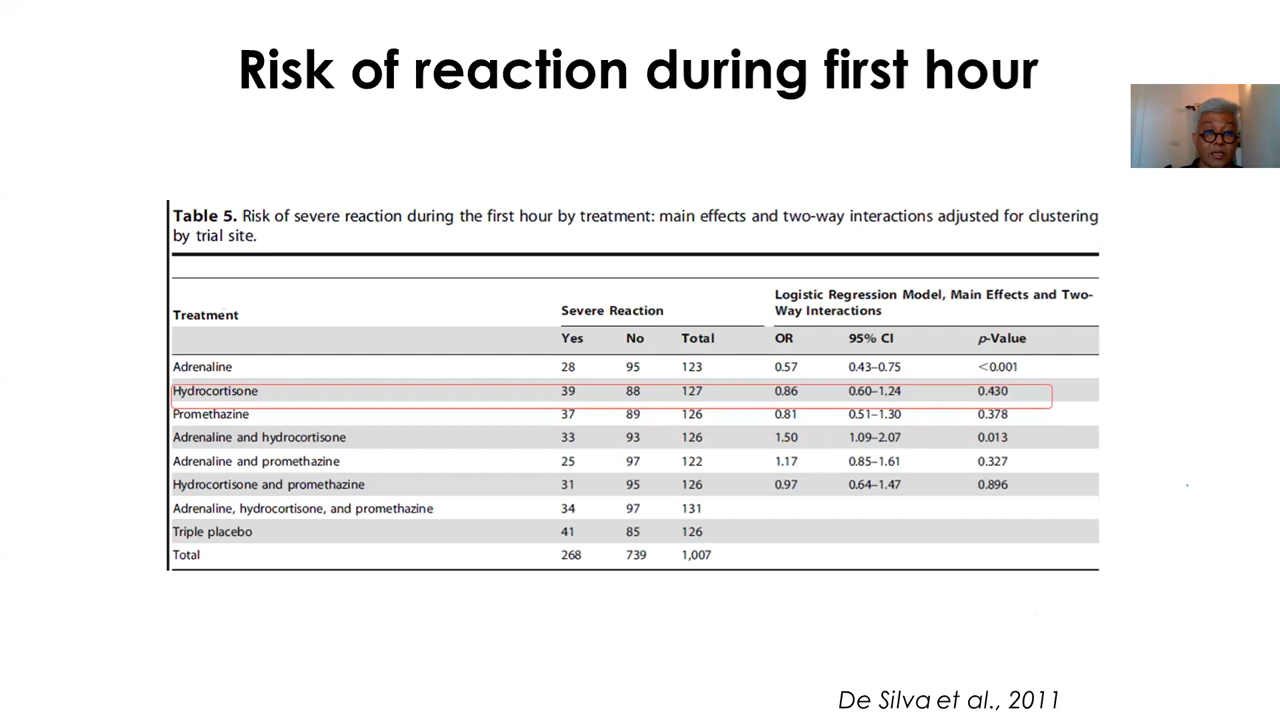 Risk of reaction during first hour
Table 5. Risk of severe reaction during the first hour by treatment: main effects and two-way interactions adjusted for clustering
by trial site.
Treatment Severe Reaction Logistic Regression Model, Main Effects and Two-
Way Interactions
Yes No Total OR 95% CI p-Value
Adrenaline 28 95 123 0.57 0.43–0.75 <0.001
Hydrocortisone 39 88 127 0.86 0.60–1.24 0.430
Promethazine 37 89 126 0.81 0.51–1.30 0.378
Adrenaline and hydrocortisone 33 93 126 1.50 1.09–2.07 0.013
Adrenaline and promethazine 25 97 122 1.17 0.85–1.61 0.327
Hydrocortisone and promethazine 31 95 126 0.97 0.64–1.47 0.896
Adrenaline, hydrocortisone, and promethazine 34 97 131
Triple placebo 41 85 126
Total 268 739 1,007
De Silva et al., 2011